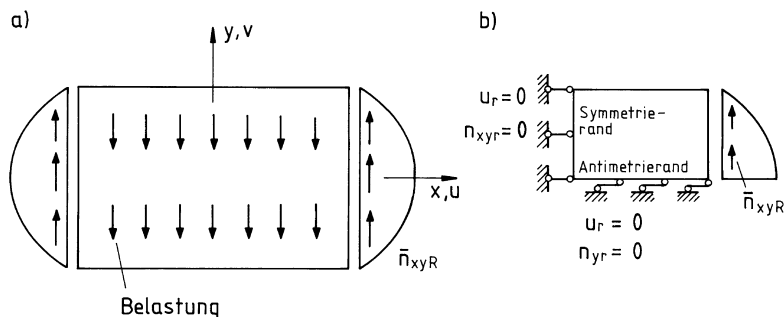 a)
y,v
x,u
n̄xyR
Belastung
b)
ur = 0
nxyr = 0
Symmetrie-
rand
Antimetrierand
n̄xyR
ur = 0
nyr = 0